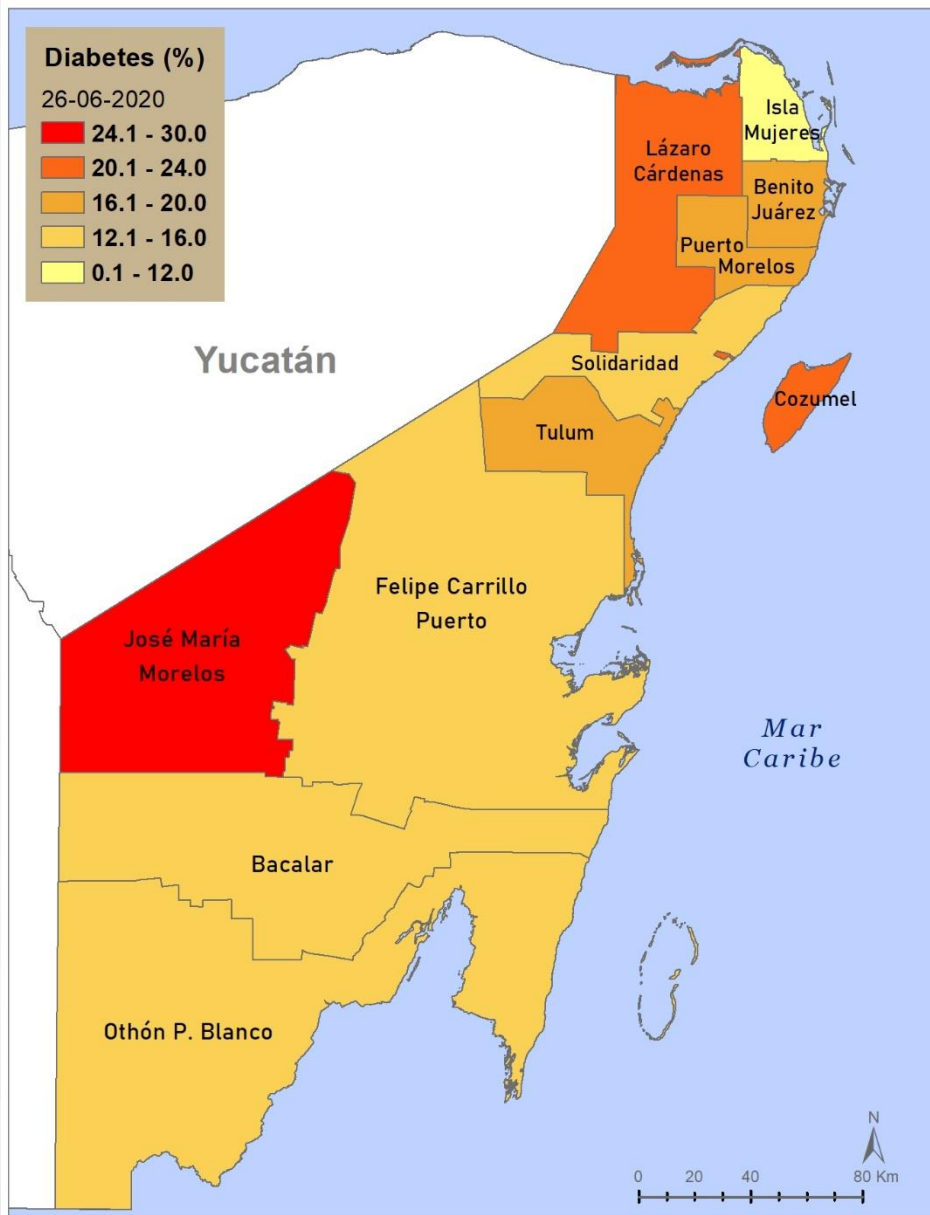 Diabetes (%)
26-06-2020
24.1 - 30.0
20.1 - 24.0
16.1 - 20.0
12.1 - 16.0
0.1 - 12.0
Isla
Mujeres
Lázaro
Cárdenas
Benito
Juárez
Puerto
Morelos
Yucatán
Solidaridad
Cozumel
Tulum
Felipe Carrillo
Puerto
José María
Morelos
Mar
Caribe
Bacalar
Othón P. Blanco
N
0 20 40 80 Km